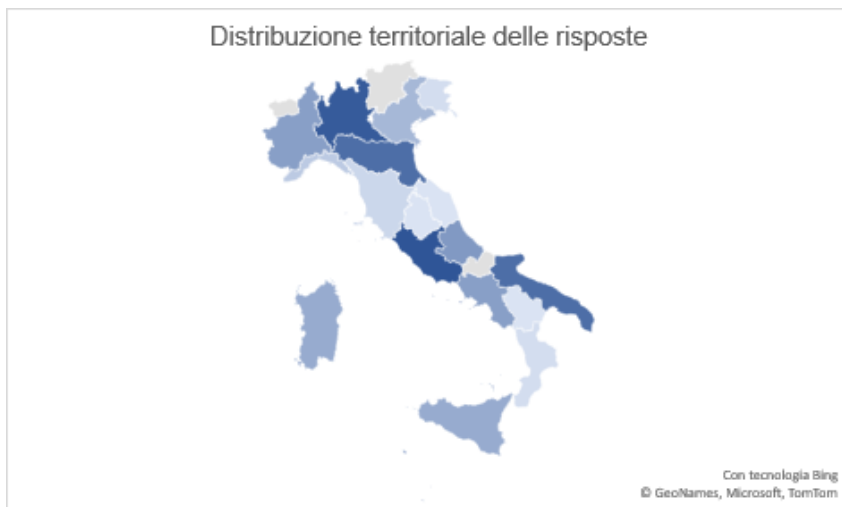 Distribuzione territoriale delle risposte
Con tecnologia Bing
© GeoNames, Microsoft, TomTom